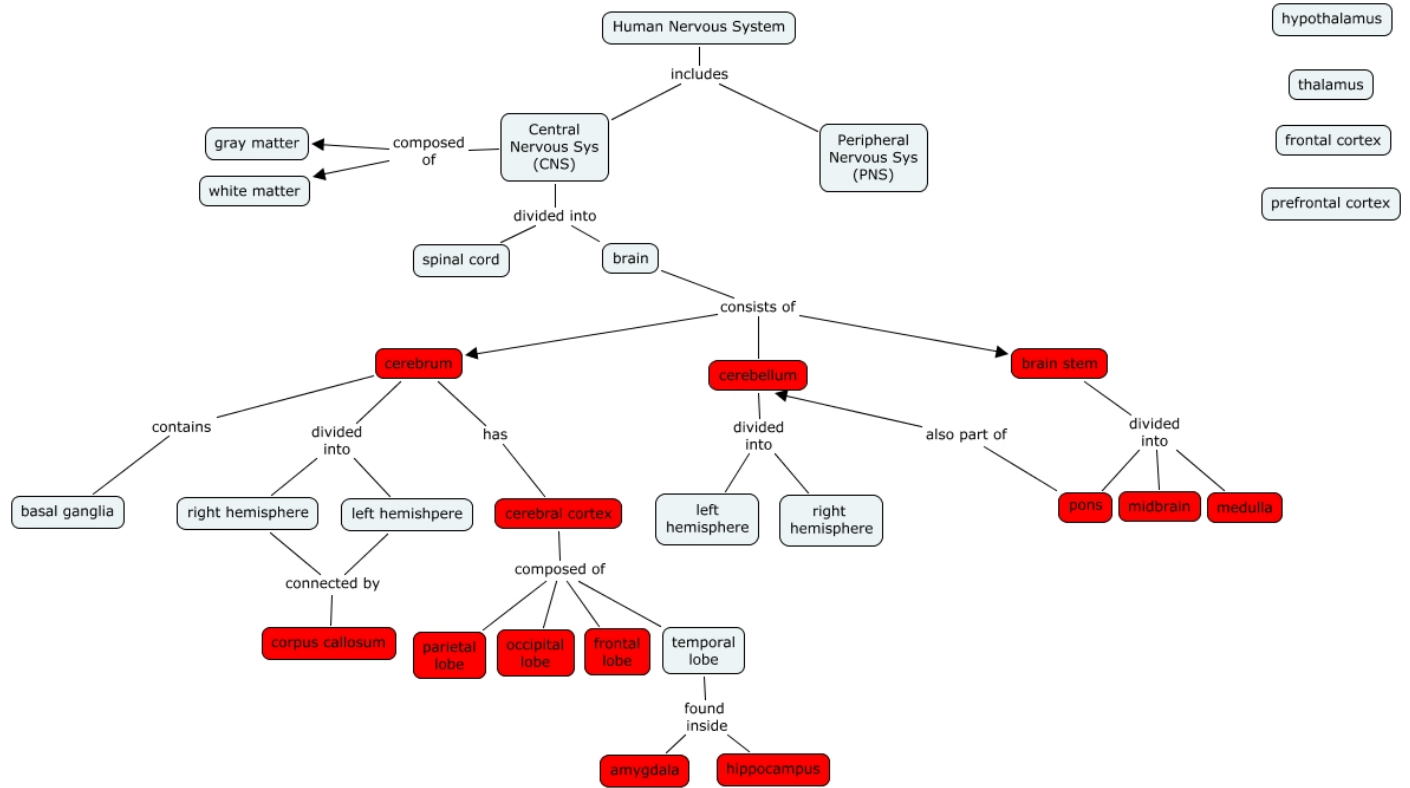 Human Nervous System
hypothalamus
includes
thalamus
Central
Nervous Sys
(CNS)
Peripheral
Nervous Sys
(PNS)
gray matter
composed
of
white matter
frontal cortex
prefrontal cortex
divided into
spinal cord
brain
consists of
cerebrum
cerebellum
brain stem
contains
divided
into
has
divided
into
also part of
divided
into
basal ganglia
right hemisphere
left hemishpere
cerebral cortex
left
hemisphere
right
hemisphere
pons
midbrain
medulla
connected by
composed of
corpus callosum
parietal
lobe
occipital
lobe
frontal
lobe
temporal
lobe
found
inside
amygdala
hippocampus